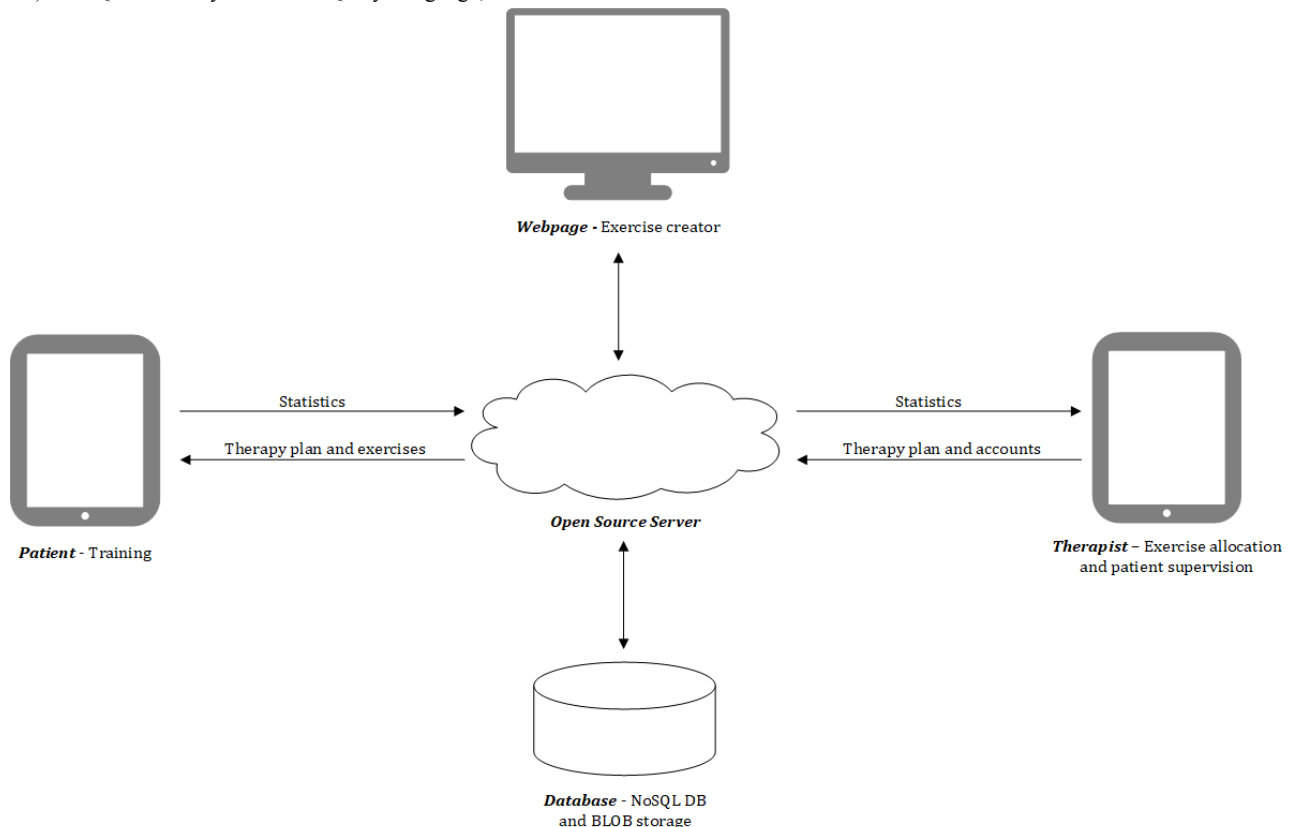 Webpage - Exercise creator
Statistics
Statistics
Therapy plan and exercises
Therapy plan and accounts
Open Source Server
Patient - Training
Therapist – Exercise allocation
and patient supervision
Database - NoSQL DB
and BLOB storage